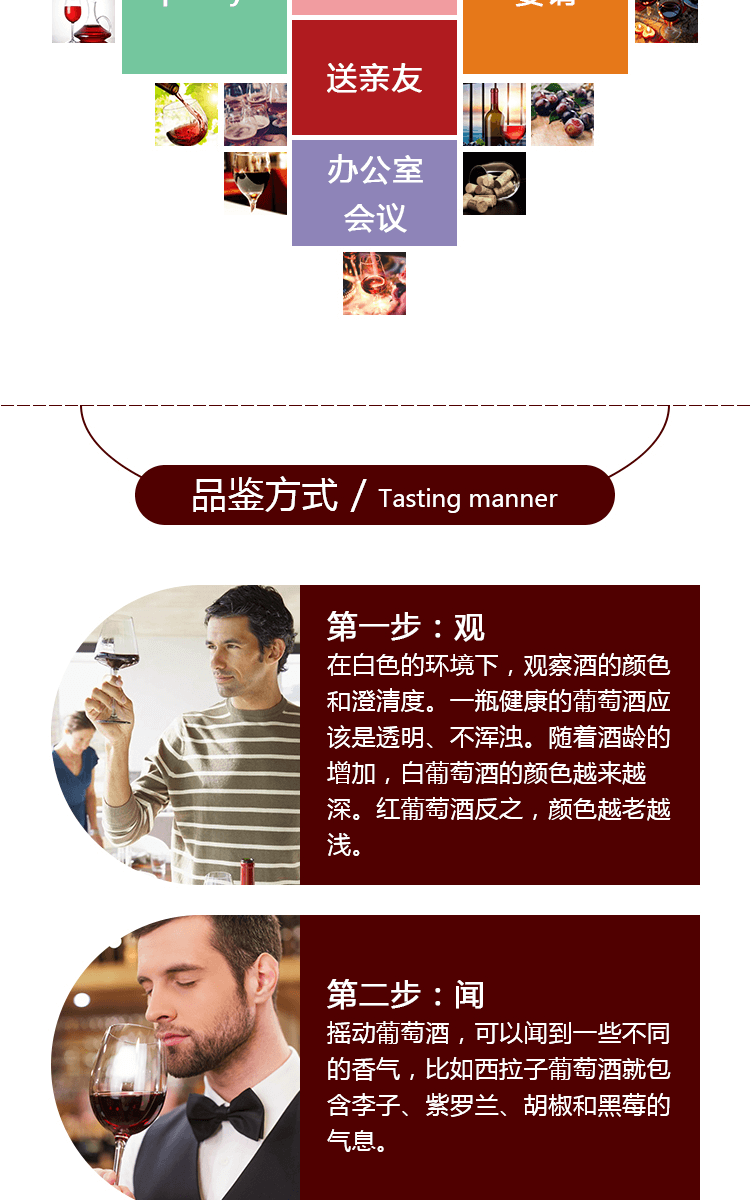 送亲友
办公室
会议
品鉴方式 / Tasting manner
第一步：观
在白色的环境下，观察酒的颜色
和澄清度。一瓶健康的葡萄酒应
该是透明、不浑浊。随着酒龄的
增加，白葡萄酒的颜色越来越
深。红葡萄酒反之，颜色越老越
浅。
第二步：闻
摇动葡萄酒，可以闻到一些不同
的香气，比如西拉子葡萄酒就包
含李子、紫罗兰、胡椒和黑莓的
气息。